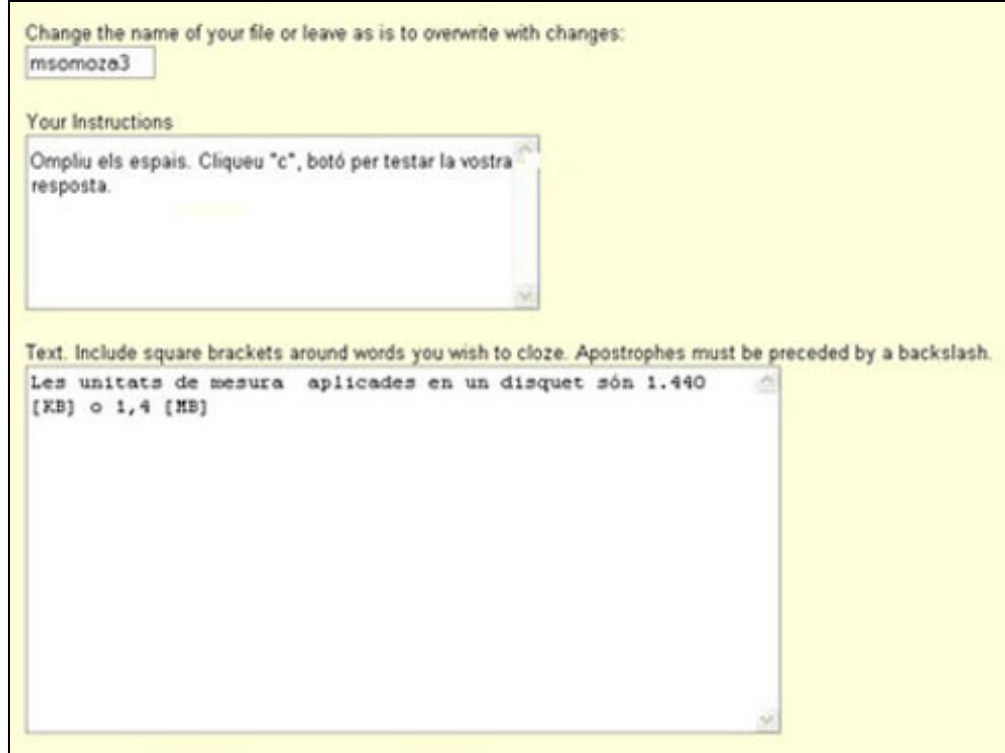 Change the name of your file or leave as is to overwrite with changes:
msomoza3
Your Instructions
Ompliu els espais. Cliqueu "c", botó per testar la vostra
resposta.
Text. Include square brackets around words you wish to cloze. Apostrophes must be preceded by a backslash.
Les unitats de mesura  aplicades en un disquet són 1.440
[KB] o 1,4 [MB]